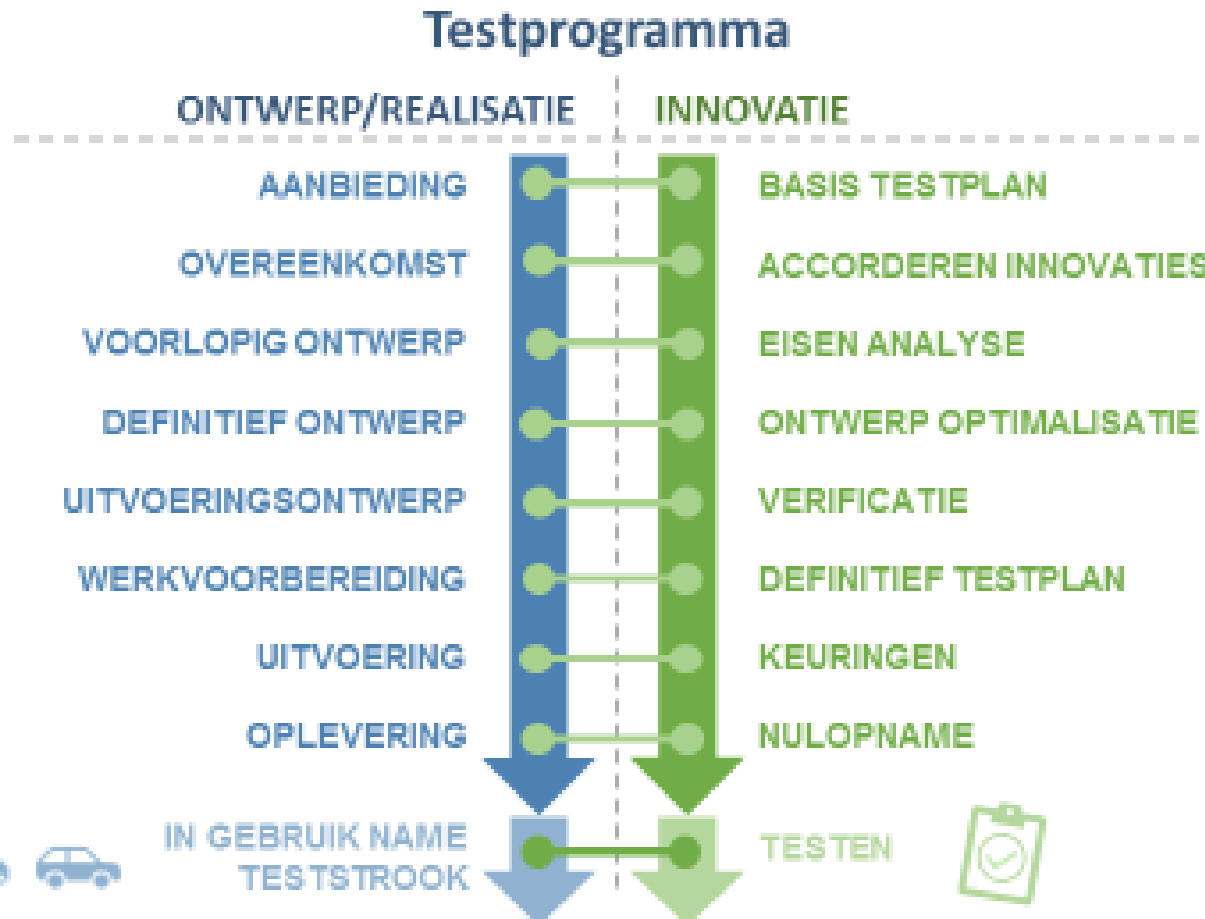 Testprogramma
ONTWERP/REALISATIE INNOVATIE
AANBIEDING BASIS TESTPLAN
OVEREENKOMST ACCORDEREN INNOVATIES
VOORLOPIG ONTWERP EISEN ANALYSE
DEFINITIEF ONTWERP ONTWERP OPTIMALISATIE
UITVOERINGSONTWERP VERIFICATIE
WERKVOORBEREIDING DEFINITIEF TESTPLAN
UITVOERING KEURINGEN
OPLEVERING NULOPNAME
IN GEBRUIK NAME
TESTSTROOK
TESTEN